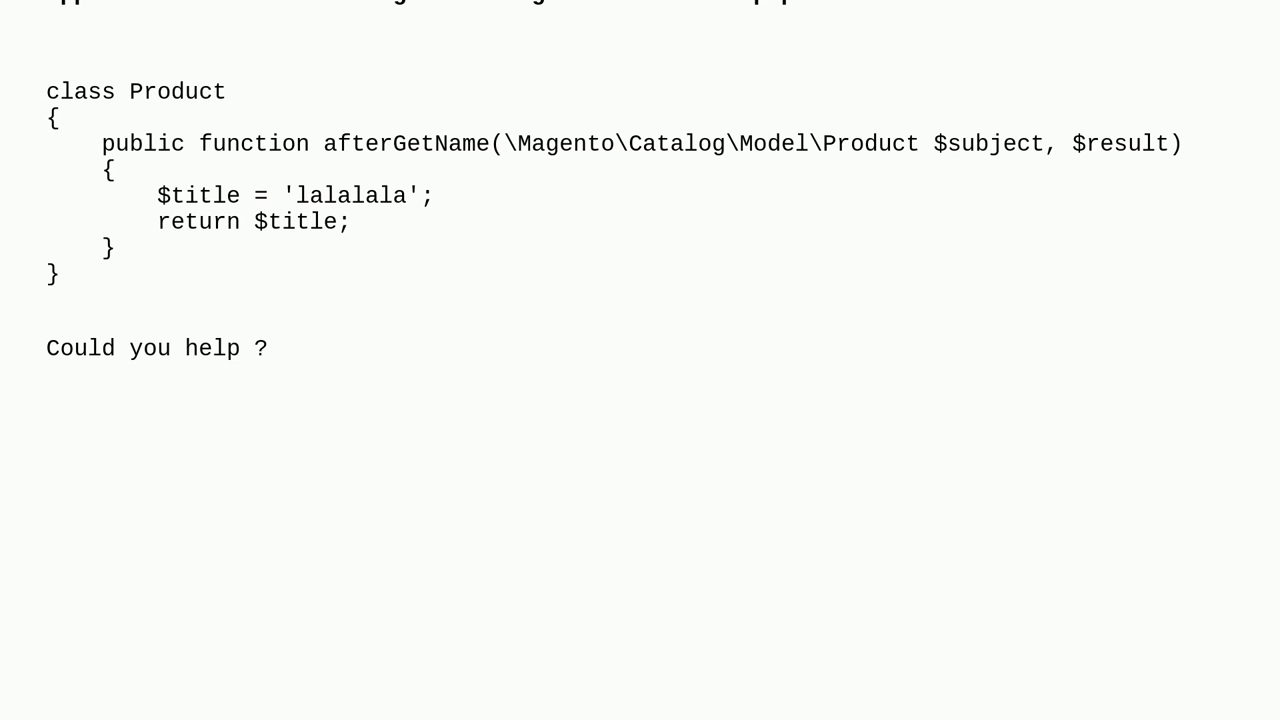 class Product
{
    public function afterGetName(\Magento\Catalog\Model\Product $subject, $result)
    {
        $title = 'lalalala';
        return $title;
    }
}
Could you help ?